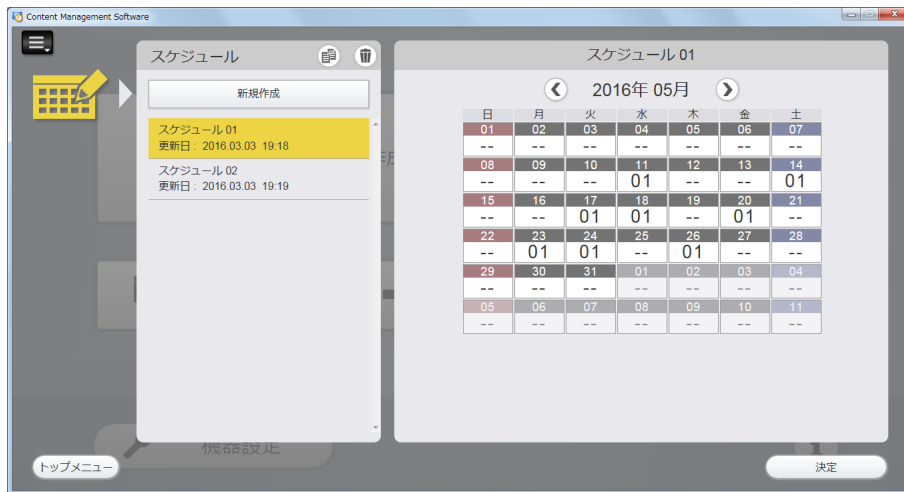 Content Management Software
スケジュール
新規作成
スケジュール 01
更新日 : 2016.03.03 19:18
スケジュール 02
更新日 : 2016.03.03 19:19
スケジュール 01
2016年 05月
日 月 火 水 木 金 土
01 02 03 04 05 06 07
-- -- -- -- -- -- --
08 09 10 11 12 13 14
-- -- -- 01 -- -- 01
15 16 17 18 19 20 21
-- -- 01 01 -- 01 --
22 23 24 25 26 27 28
-- 01 01 -- 01 -- --
29 30 31 01 02 03 04
-- -- -- -- -- -- --
05 06 07 08 09 10 11
-- -- -- -- -- -- --
機器設定
トップメニュー
決定